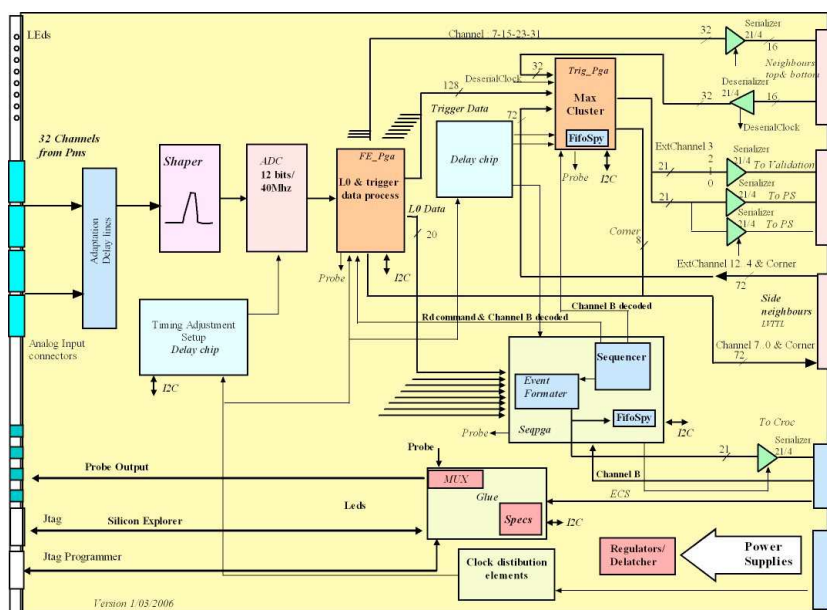 LEds
Channel : 7-15-23-31
32
Serializer
21/4
16
Neighbours
top& bottom
32
DeserialClock
Trig_Pga
Max
Cluster
FifoSpy
Probe
I2C
Deserializer
21/4
32
16
DeserialClock
128
Trigger Data
72
Delay chip
32 Channels
from Pms
Adaptation
Delay lines
Shaper
ADC
12 bits/
40Mhz
FE_Pga
L0 & trigger
data process
Probe
I2C
L0 Data
20
ExtChannel 3
2
1
0
21
Serializer
21/4
To Validation
21
21/4
To PS
Serializer
21/4
To PS
Corner
8
ExtChannel 12..4 & Corner
72
Side
neighbours
LVTTL
Channel 7..0 & Corner
72
Analog Input
connectors
Timing Adjustment
Setup
Delay chip
I2C
Channel B decoded
Rd command & Channel B decoded
Sequencer
Event
Formater
FifoSpy
Seqpga
Probe
I2C
To Croc
Serializer
21/4
21
Channel B
ECS
Probe
MUX
Glue
Specs
I2C
Leds
Probe Output
Jtag
Silicon Explorer
Jtag Programmer
Clock distibution
elements
Regulators/
Delatcher
Power
Supplies
Version 1/03/2006